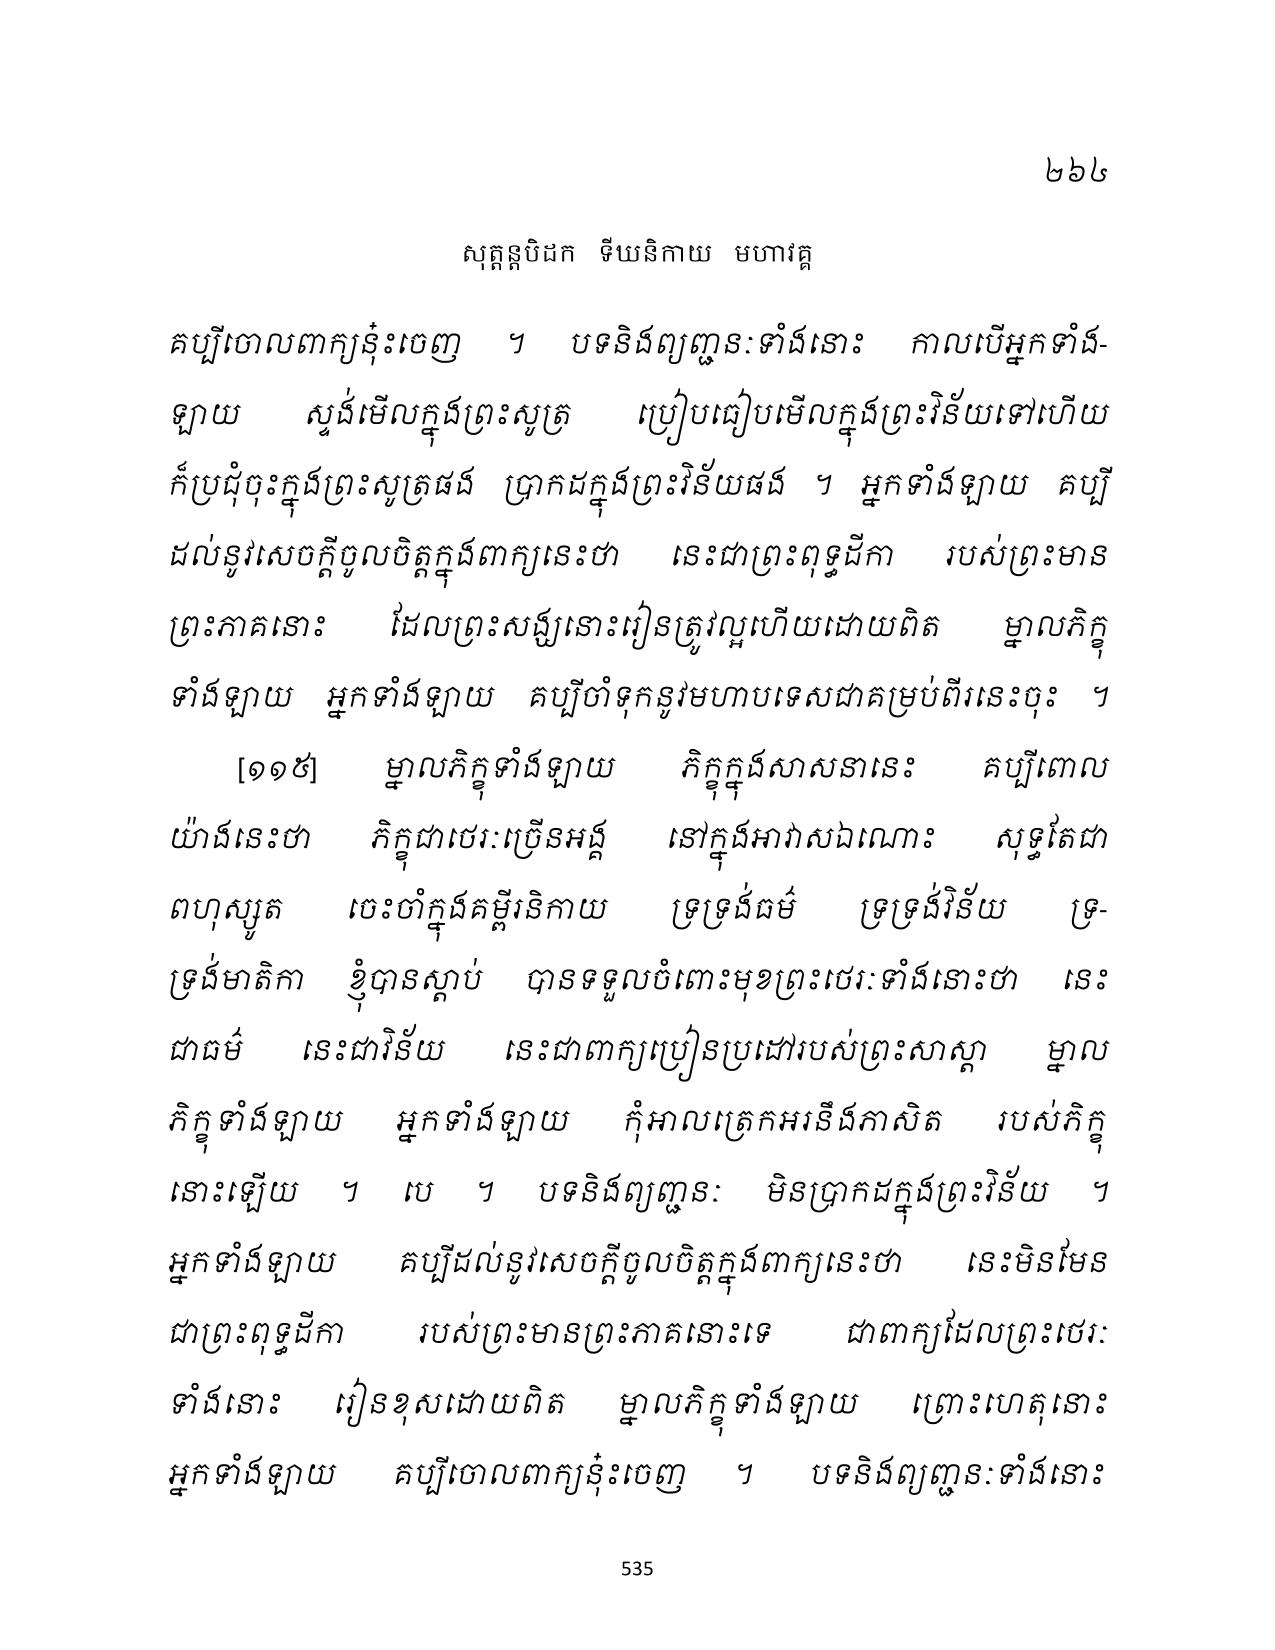 ២៦៤
សុត្តន្តបិដក ទីឃនិកាយ មហាវគ្គ
គប្បីចោលពាក្យនុ៎ះចេញ ។ បទនិងព្យញ្ជនៈទាំងនោះ កាលបើអ្នកទាំង-
ឡាយ ស្ទង់មើលក្នុងព្រះសូត្រ ប្រៀបធៀបមើលក្នុងព្រះវិន័យទៅហើយ
ក៏ប្រជុំចុះក្នុងព្រះសូត្រផង ប្រាកដក្នុងព្រះវិន័យផង ។ អ្នកទាំងឡាយ គប្បី
ដល់នូវសេចក្តីចូលចិត្តក្នុងពាក្យនេះថា នេះជាព្រះពុទ្ធដីកា របស់ព្រះមាន
ព្រះភាគនោះ ដែលព្រះសង្ឃនោះរៀនត្រូវល្អហើយដោយពិត ម្នាលភិក្ខុ
ទាំងឡាយ អ្នកទាំងឡាយ គប្បីចាំទុកនូវមហាបទេសជាគម្រប់ពីរនេះចុះ ។
[១១៥] ម្នាលភិក្ខុទាំងឡាយ ភិក្ខុក្នុងសាសនានេះ គប្បីពោល
យ៉ាងនេះថា ភិក្ខុជាថេរៈច្រើនអង្គ នៅក្នុងអាវាសឯណោះ សុទ្ធតែជា
ពហុស្សូត ចេះចាំក្នុងគម្ពីរនិកាយ ទ្រទ្រង់ធម៌ ទ្រទ្រង់វិន័យ ទ្រ-
ទ្រង់មាតិកា ខ្ញុំបានស្តាប់ បានទទួលចំពោះមុខព្រះថេរៈទាំងនោះថា នេះ
ជាធម៌ នេះជាវិន័យ នេះជាពាក្យប្រៀនប្រដៅរបស់ព្រះសាស្តា ម្នាល
ភិក្ខុទាំងឡាយ អ្នកទាំងឡាយ កុំអាលត្រេកអរនឹងភាសិត របស់ភិក្ខុ
នោះឡើយ ។ បេ ។ បទនិងព្យញ្ជនៈ មិនប្រាកដក្នុងព្រះវិន័យ ។
អ្នកទាំងឡាយ គប្បីដល់នូវសេចក្តីចូលចិត្តក្នុងពាក្យនេះថា នេះមិនមែន
ជាព្រះពុទ្ធដីកា របស់ព្រះមានព្រះភាគនោះទេ ជាពាក្យដែលព្រះថេរៈ
ទាំងនោះ រៀនខុសដោយពិត ម្នាលភិក្ខុទាំងឡាយ ព្រោះហេតុនោះ
អ្នកទាំងឡាយ គប្បីចោលពាក្យនុ៎ះចេញ ។ បទនិងព្យញ្ជនៈទាំងនោះ
535